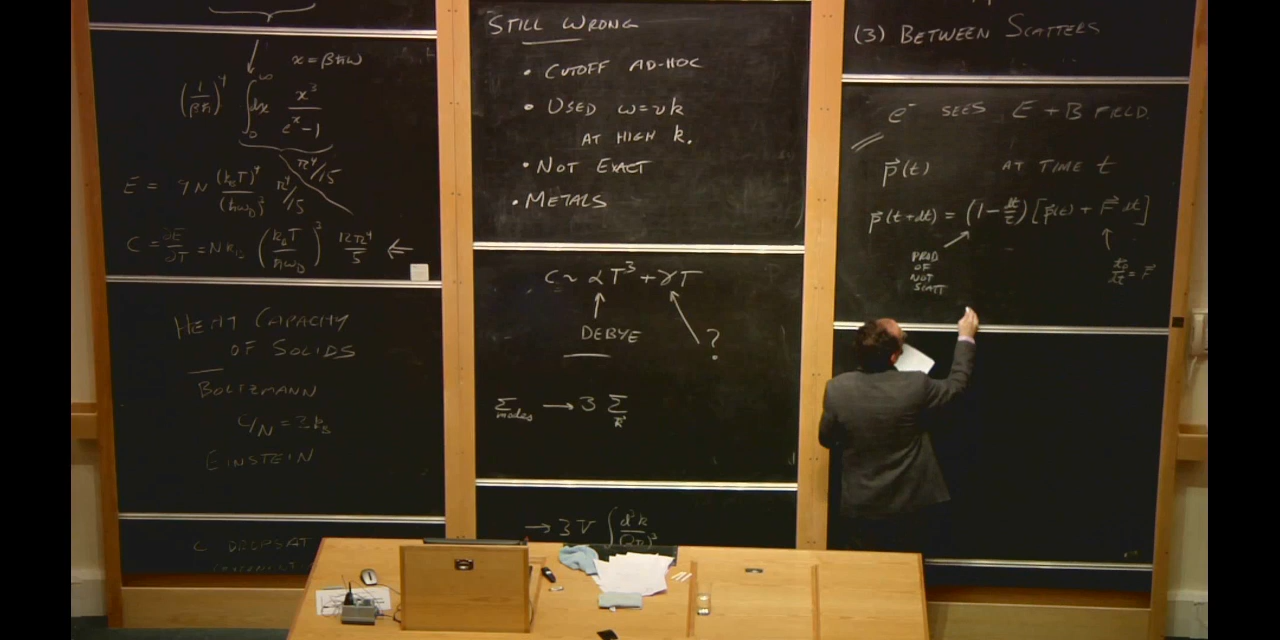 x = βħω
(1/βħ)⁴ ∫₀^∞ dx x³/(eˣ − 1)
π⁴/15
π⁴/15
E = 9N (k_BT)⁴/(ħω_D)³
C = ∂E/∂T = N k_B (k_BT/ħω_D)³ 12π⁴/5 ←
HEAT CAPACITY
OF SOLIDS
BOLTZMANN
C/N = 3k_B
EINSTEIN
C DROPS AT
STILL WRONG
• CUTOFF AD-HOC
• USED ω = vk
AT HIGH k.
• NOT EXACT
• METALS
C ~ αT³ + γT
DEBYE
?
Σ_modes → 3 Σ_k⃗
→ 3V ∫ d³k/(2π)³
(3) BETWEEN SCATTERS
e⁻ SEES E + B FIELD.
p⃗(t) AT TIME t
p⃗(t+dt) = (1 − dt/τ) [p⃗(t) + F⃗ dt]
PROB
OF
NOT
SCATT
dp/dt = F⃗